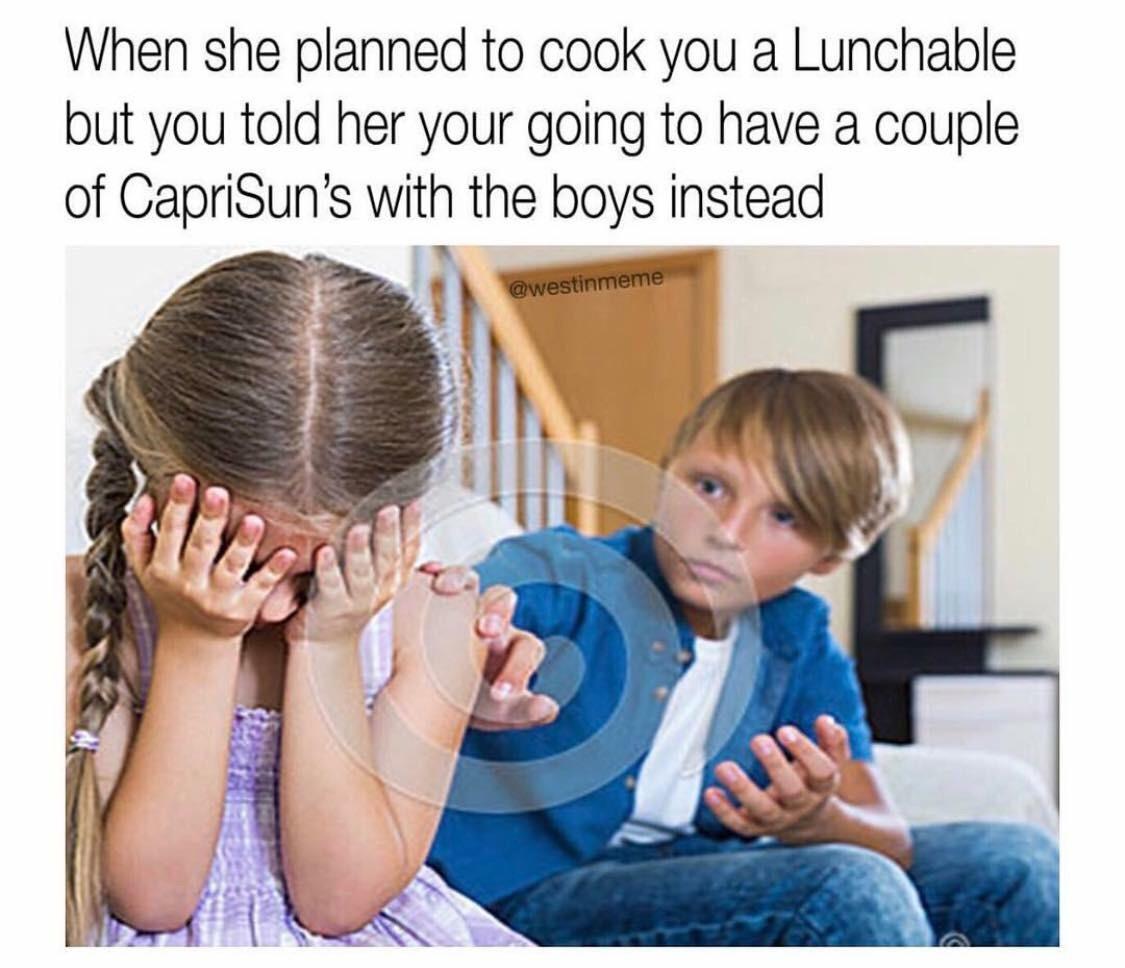 When she planned to cook you a Lunchable
but you told her your going to have a couple
of CapriSun's with the boys instead
@westinmeme